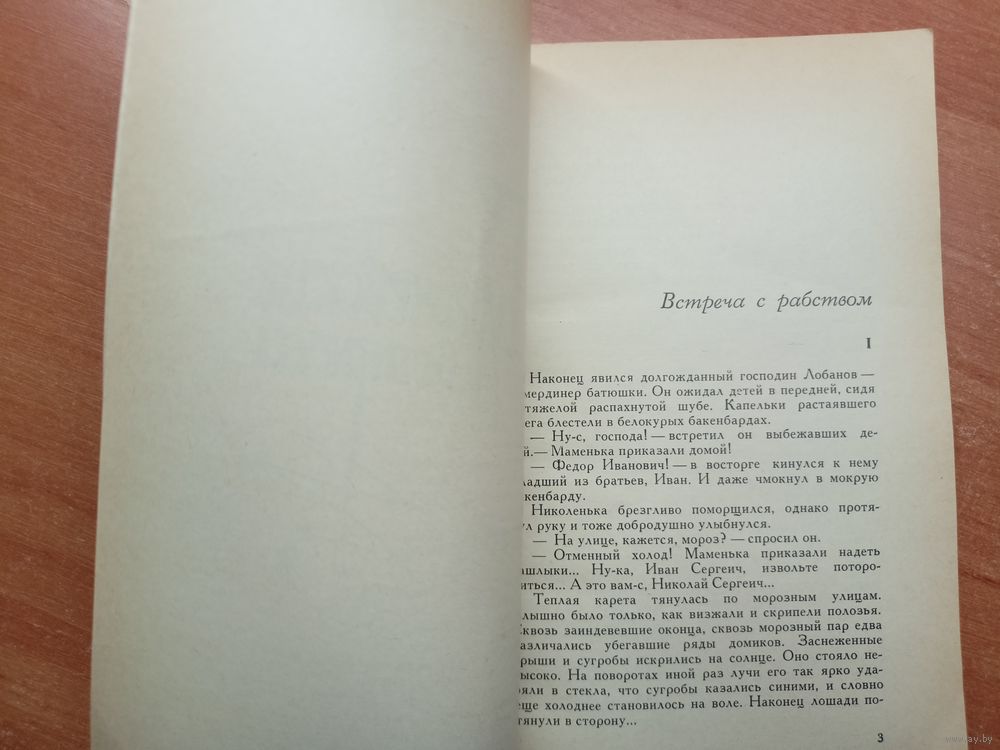 Встреча с рабством
I
Наконец явился долгожданный господин Лобанов —
мердинер батюшки. Он ожидал детей в передней, сидя
тяжелой распахнутой шубе. Капельки растаявшего
ега блестели в белокурых бакенбардах.
— Ну-с, господа! — встретил он выбежавших де-
й.— Маменька приказали домой!
— Федор Иванович! — в восторге кинулся к нему
ладший из братьев, Иван. И даже чмокнул в мокрую
кенбарду.
Николенька брезгливо поморщился, однако протя-
ул руку и тоже добродушно улыбнулся.
— На улице, кажется, мороз? — спросил он.
— Отменный холод! Маменька приказали надеть
ашлыки... Ну-ка, Иван Сергеич, извольте поторо-
иться... А это вам-с, Николай Сергеич...
Теплая карета тянулась по морозным улицам.
лышно было только, как визжали и скрипели полозья.
Сквозь заиндевевшие оконца, сквозь морозный пар едва
азличались убегавшие ряды домиков. Заснеженные
рыши и сугробы искрились на солнце. Оно стояло не-
ысоко. На поворотах иной раз лучи его так ярко уда-
ряли в стекла, что сугробы казались синими, и словно
еще холоднее становилось на воле. Наконец лошади по-
тянули в сторону...
3
www.ay.by